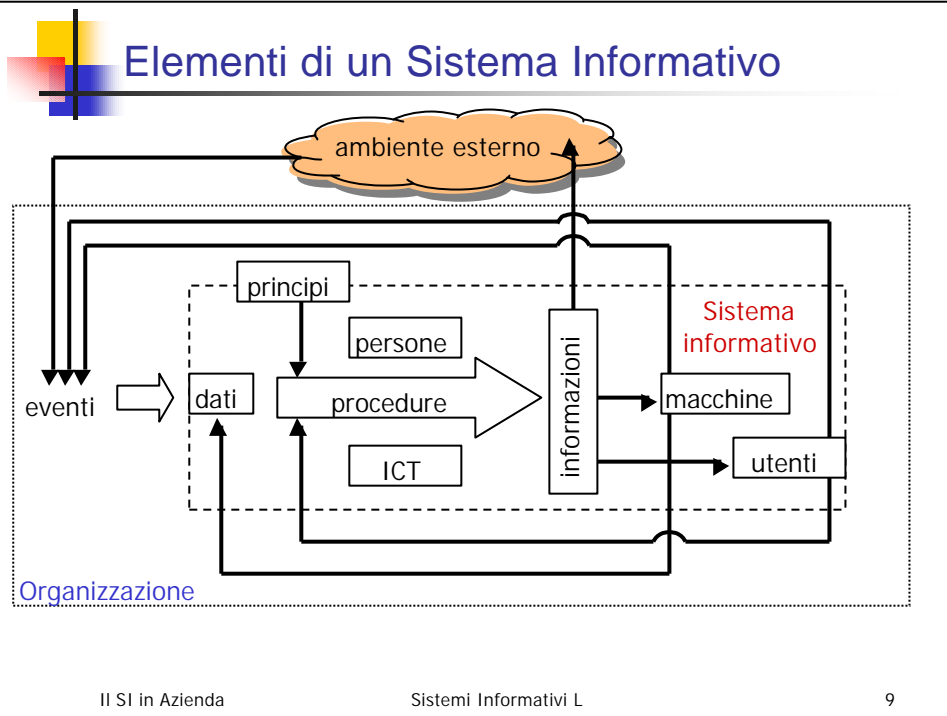 Elementi di un Sistema Informativo
ambiente esterno
principi
Sistema
informativo
persone
informazioni
eventi
dati
procedure
macchine
ICT
utenti
Organizzazione
Il SI in Azienda
Sistemi Informativi L
9